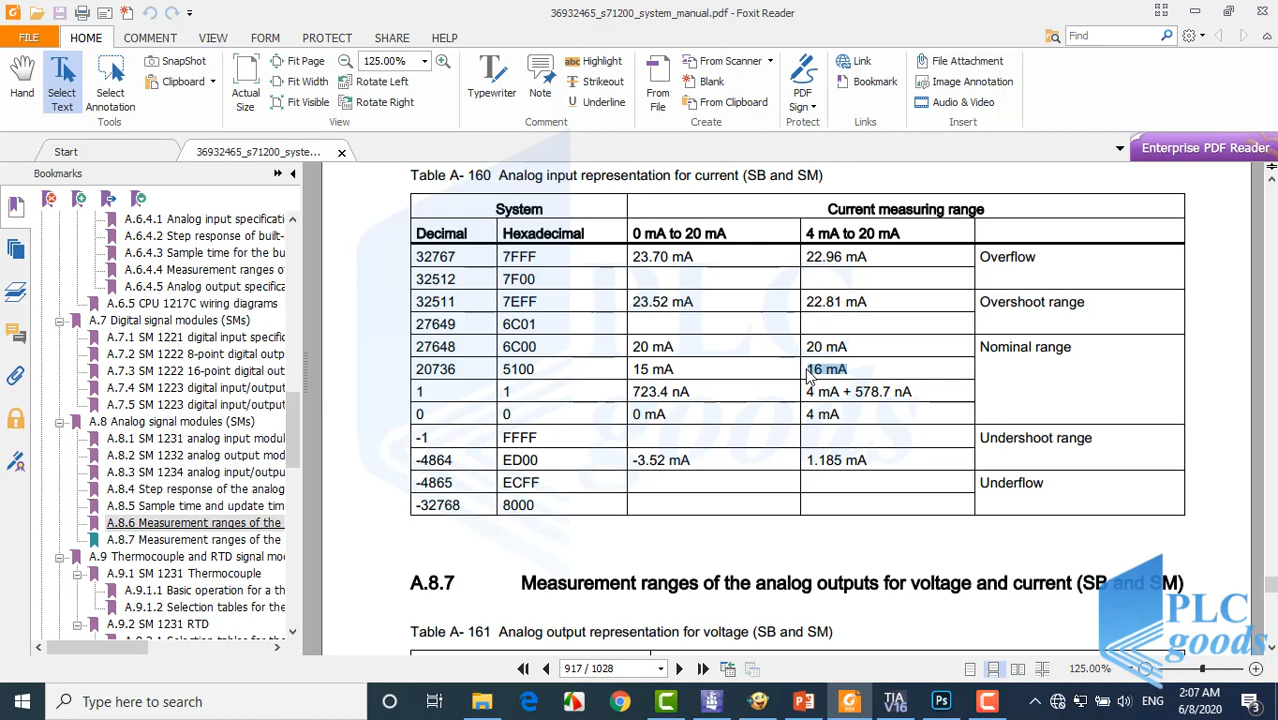 36932465_s71200_system_manual.pdf - Foxit Reader
FILE HOME COMMENT VIEW FORM PROTECT SHARE HELP
Find
Hand
Select Text
Select Annotation
SnapShot
Clipboard
Tools
Actual Size
Fit Page
Fit Width
Fit Visible
125.00%
Rotate Left
Rotate Right
View
Typewriter
Note
Highlight
Strikeout
Underline
Comment
From File
From Scanner
Blank
From Clipboard
Create
PDF Sign
Protect
Link
Bookmark
Links
File Attachment
Image Annotation
Audio & Video
Insert
Start
36932465_s71200_syste...
Enterprise PDF Reader
Bookmarks
A.6.4.1 Analog input specificati
A.6.4.2 Step response of built-
A.6.4.3 Sample time for the bu
A.6.4.4 Measurement ranges o
A.6.4.5 Analog output specifica
A.6.5 CPU 1217C wiring diagrams
A.7 Digital signal modules (SMs)
A.7.1 SM 1221 digital input specific
A.7.2 SM 1222 8-point digital outp
A.7.3 SM 1222 16-point digital out
A.7.4 SM 1223 digital input/output
A.7.5 SM 1223 digital input/output
A.8 Analog signal modules (SMs)
A.8.1 SM 1231 analog input modul
A.8.2 SM 1232 analog output mod
A.8.3 SM 1234 analog input/output
A.8.4 Step response of the analog
A.8.5 Sample time and update tim
A.8.6 Measurement ranges of the
A.8.7 Measurement ranges of the
A.9 Thermocouple and RTD signal mod
A.9.1 SM 1231 Thermocouple
A.9.1.1 Basic operation for a th
A.9.1.2 Selection tables for the
A.9.2 SM 1231 RTD
Table A- 160 Analog input representation for current (SB and SM)
System Current measuring range
Decimal Hexadecimal 0 mA to 20 mA 4 mA to 20 mA
32767 7FFF 23.70 mA 22.96 mA Overflow
32512 7F00
32511 7EFF 23.52 mA 22.81 mA Overshoot range
27649 6C01
27648 6C00 20 mA 20 mA Nominal range
20736 5100 15 mA 16 mA
1 1 723.4 nA 4 mA + 578.7 nA
0 0 0 mA 4 mA
-1 FFFF Undershoot range
-4864 ED00 -3.52 mA 1.185 mA
-4865 ECFF Underflow
-32768 8000
A.8.7 Measurement ranges of the analog outputs for voltage and current (SB and SM)
Table A- 161 Analog output representation for voltage (SB and SM)
PLC
goods
PLC
goods
917 / 1028
125.00%
Type here to search
TIA
V16
Ps
ENG
2:07 AM
6/8/2020
3